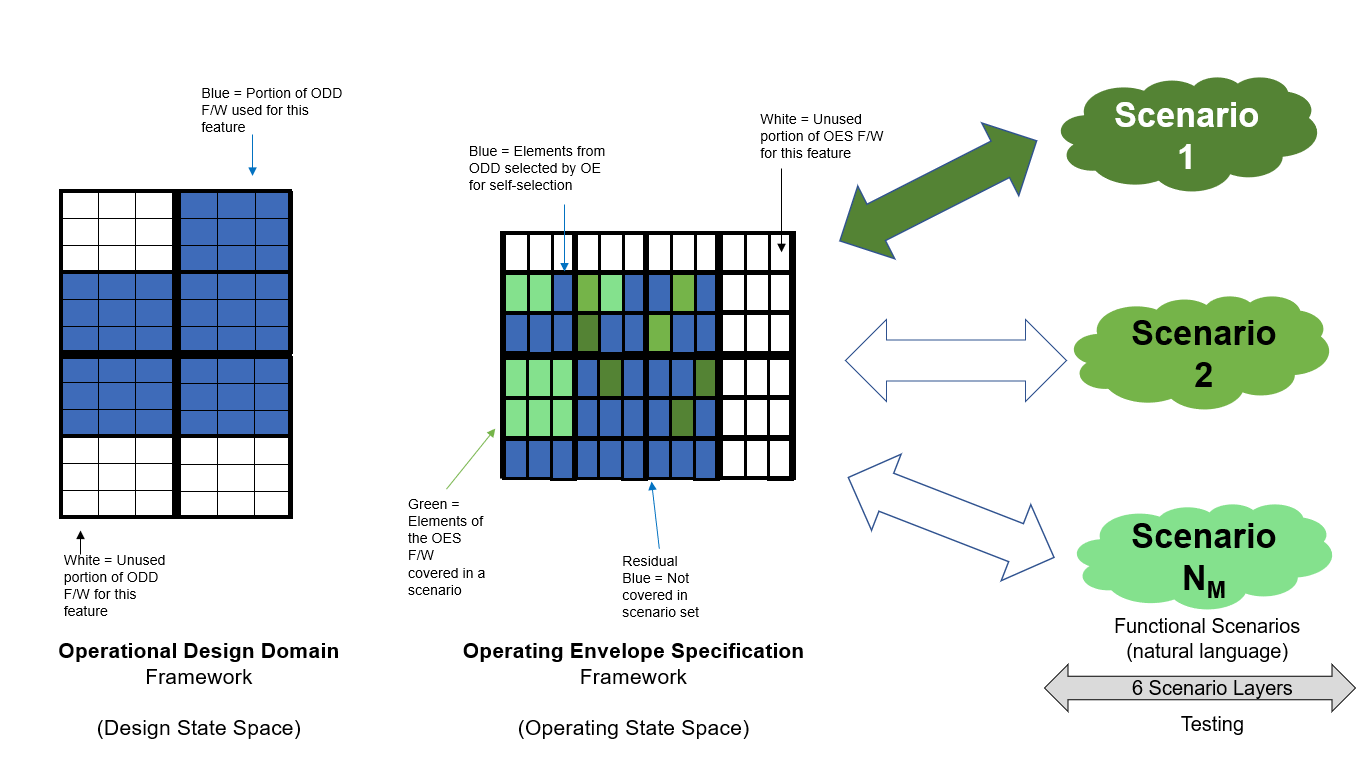 Blue = Portion of ODD
F/W used for this
feature
White = Unused
portion of ODD
F/W for this
feature
Operational Design Domain
Framework
(Design State Space)
Blue = Elements from
ODD selected by OE
for self-selection
White = Unused
portion of OES F/W
for this feature
Green =
Elements of
the OES
F/W
covered in a
scenario
Residual
Blue = Not
covered in
scenario set
Operating Envelope Specification
Framework
(Operating State Space)
Scenario
1
Scenario
2
Scenario
NM
Functional Scenarios
(natural language)
6 Scenario Layers
Testing